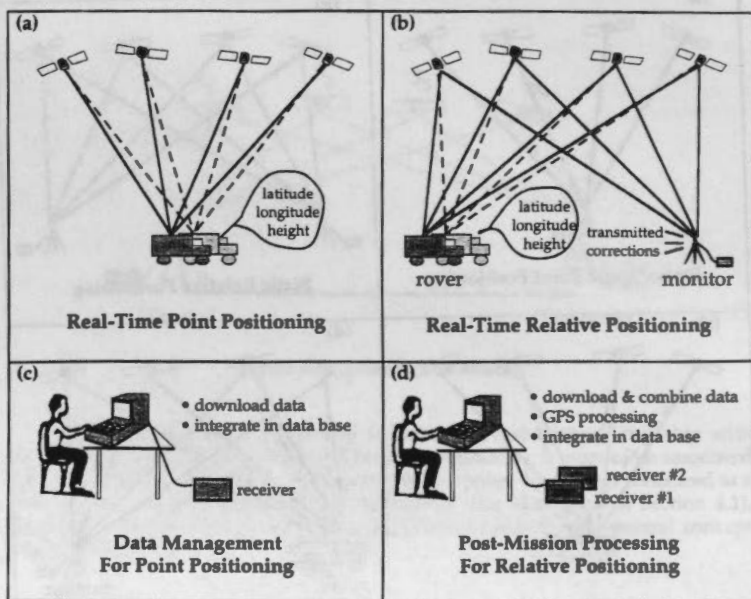 (a)
latitude
longitude
height
Real-Time Point Positioning
(b)
latitude
longitude
height
transmitted
corrections
rover
monitor
Real-Time Relative Positioning
(c)
• download data
• integrate in data base
receiver
Data Management
For Point Positioning
(d)
• download & combine data
• GPS processing
• integrate in data base
receiver #2
receiver #1
Post-Mission Processing
For Relative Positioning